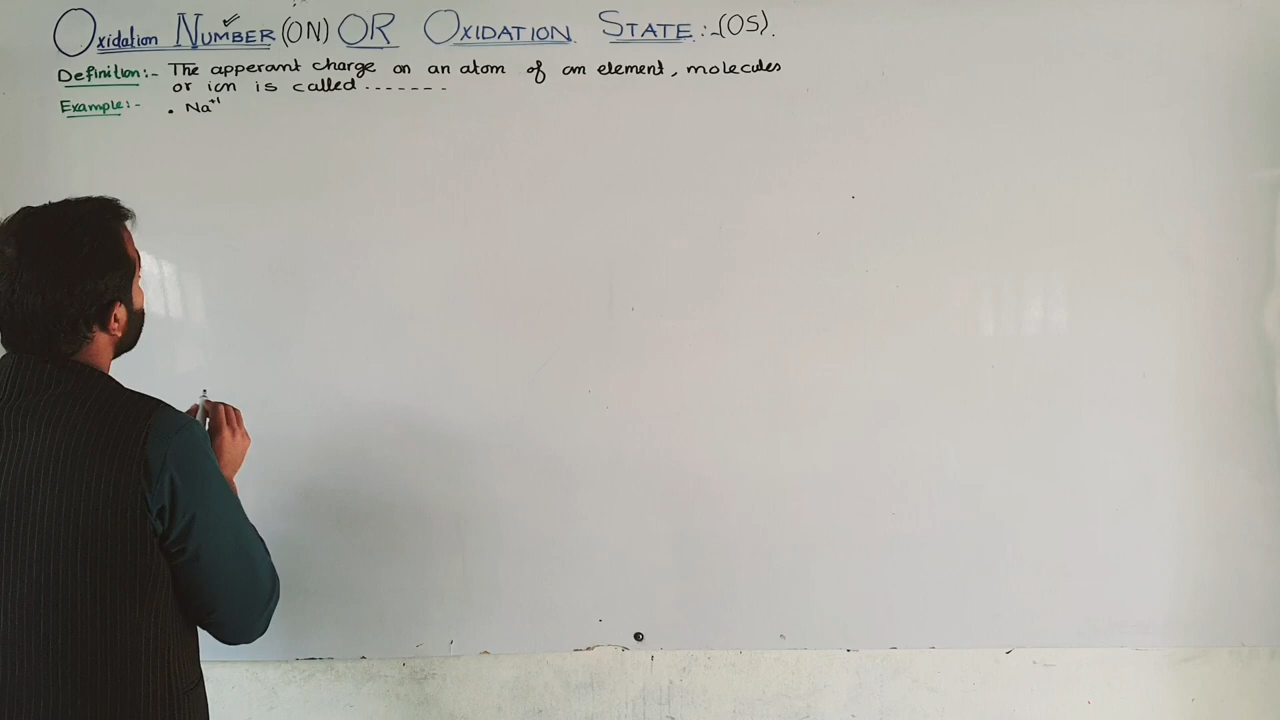 Oxidation NUMBER (ON) OR OXIDATION STATE:-(OS).
Definition:- The apperant charge on an atom of an element, molecules
or ion is called -------
Example:- • Na+1